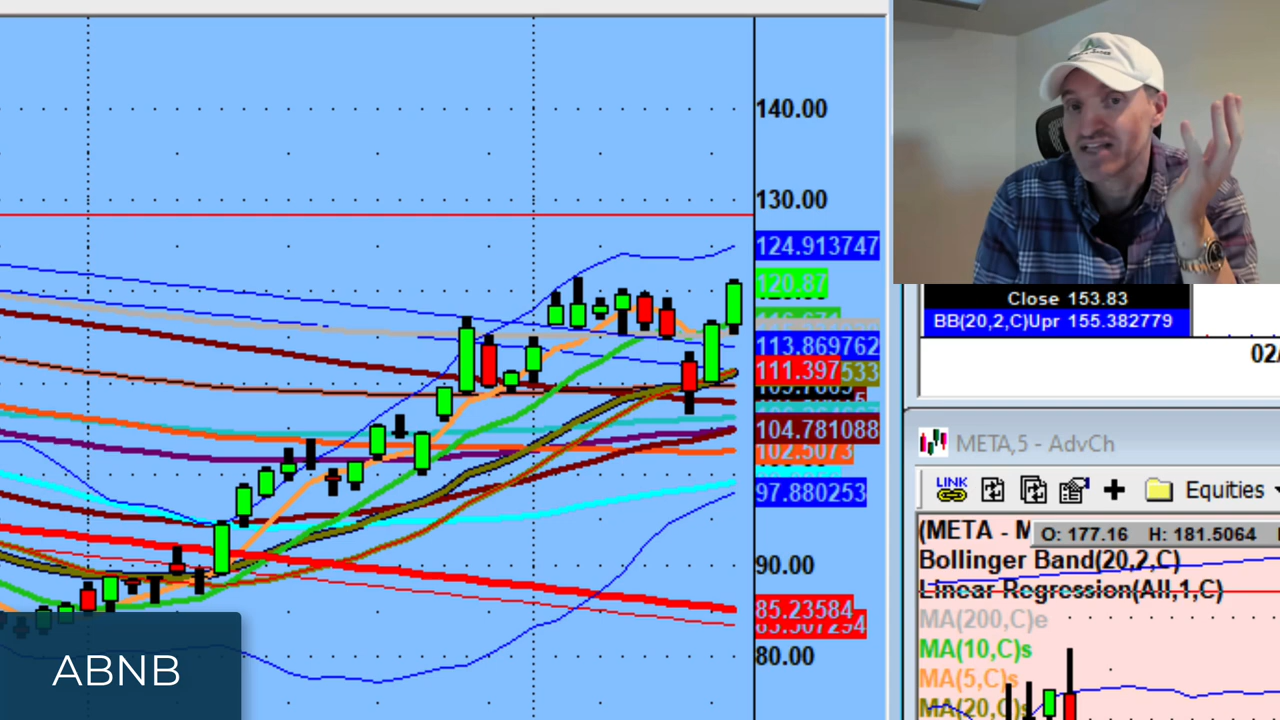 140.00
130.00
124.913747
120.87
113.869762
111.397
533
104.781088
102.5073
97.880253
90.00
85.23584
80.00
ABNB
Close 153.83
BB(20,2,C)Upr 155.382779
META,5 - AdvCh
LINK
Equities
(META - M
O: 177.16 H: 181.5064
Bollinger Band(20,2,C)
Linear Regression(All,1,C)
MA(200,C)e
MA(10,C)s
MA(5,C)s
MA(20,C)s